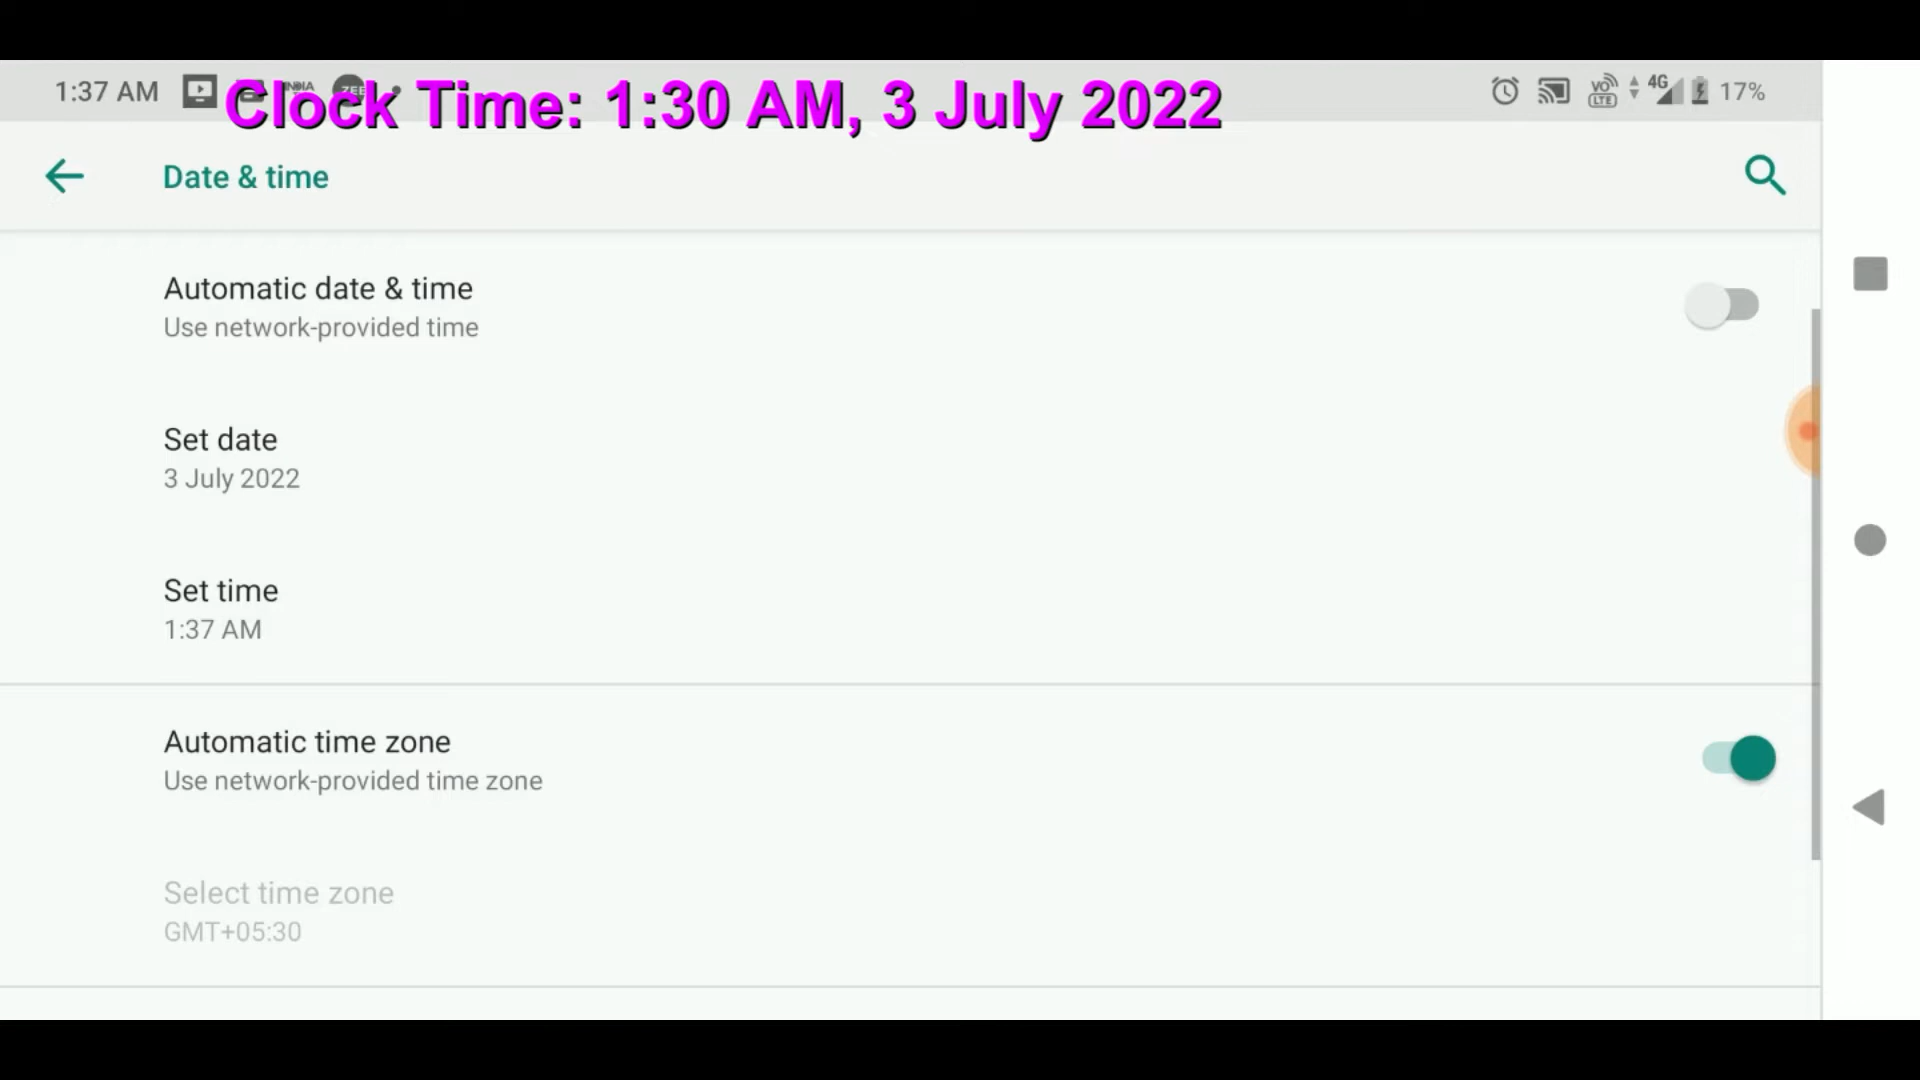 1:37 AM
Clock Time: 1:30 AM, 3 July 2022
VO LTE 4G 17%
Date & time
Automatic date & time
Use network-provided time
Set date
3 July 2022
Set time
1:37 AM
Automatic time zone
Use network-provided time zone
Select time zone
GMT+05:30